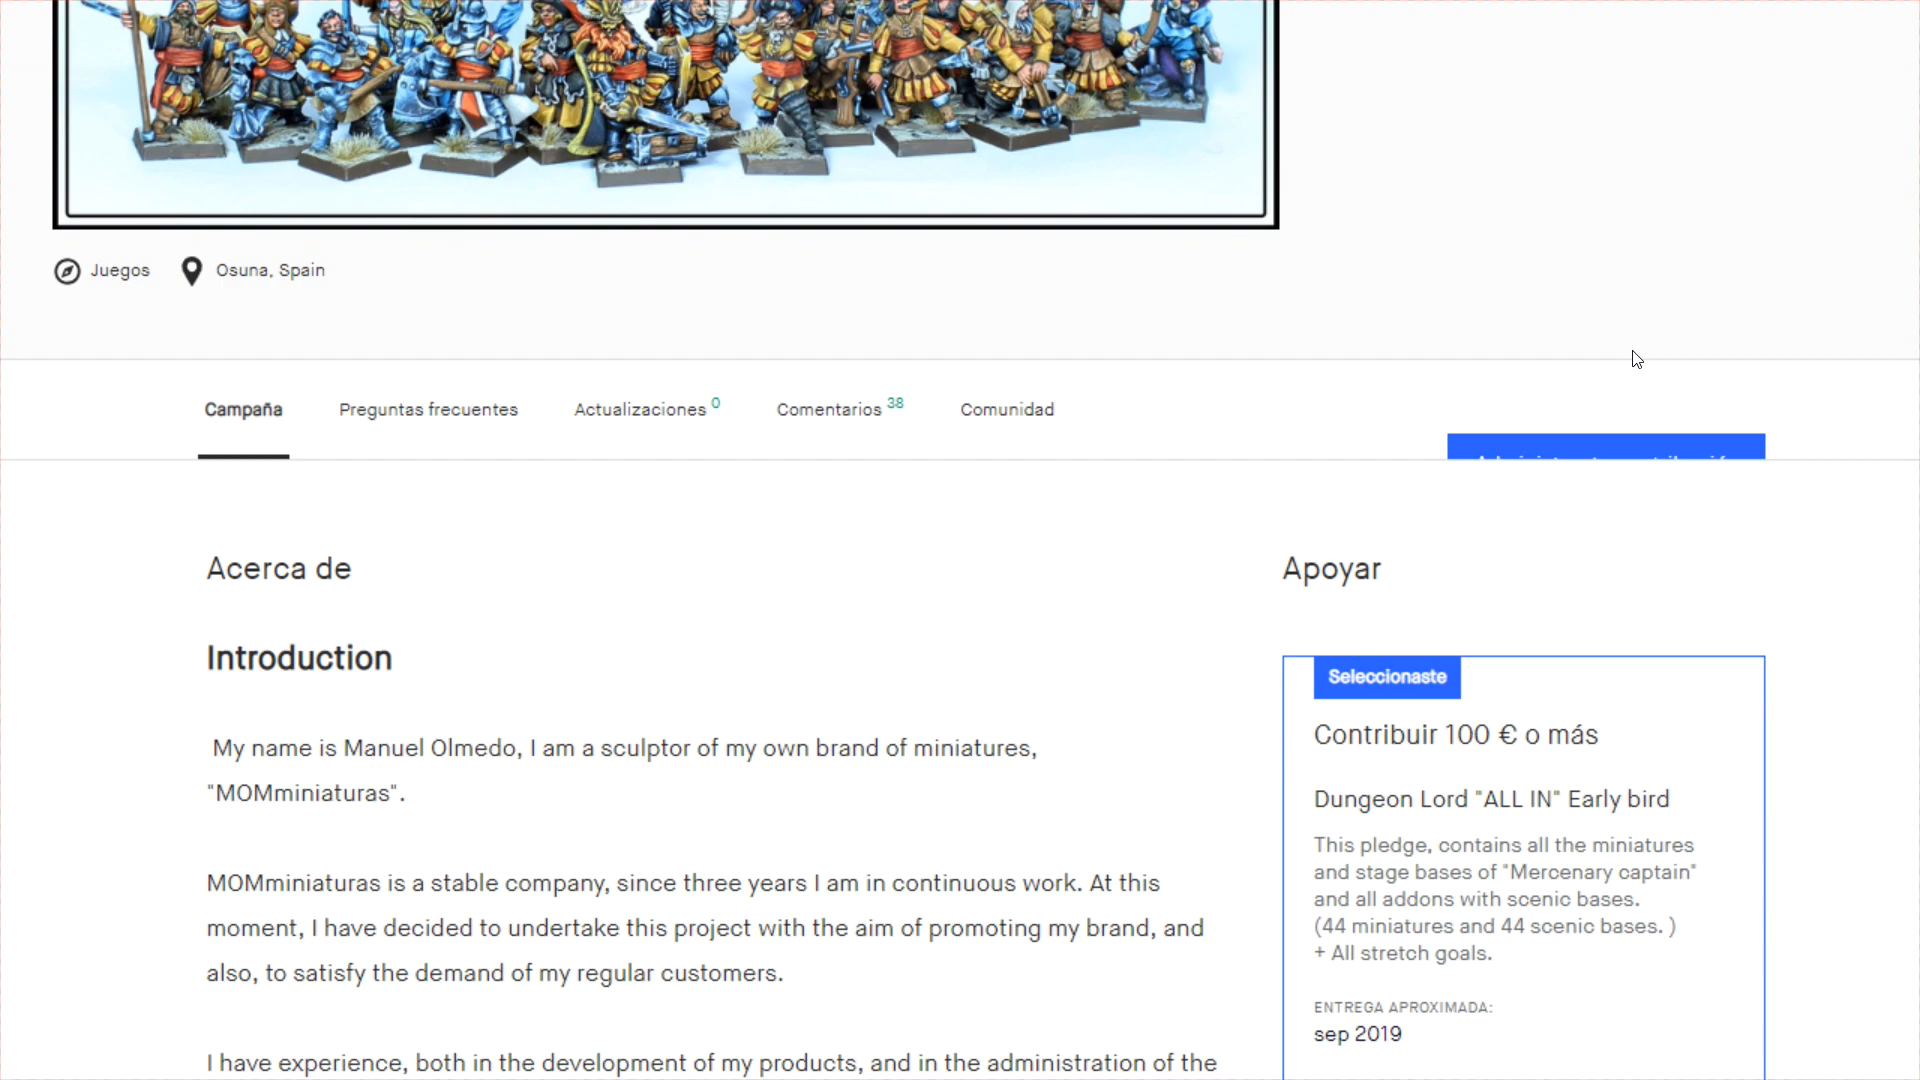 Juegos
Osuna, Spain
Campaña
Preguntas frecuentes
Actualizaciones 0
Comentarios 38
Comunidad
Acerca de
Introduction
My name is Manuel Olmedo, I am a sculptor of my own brand of miniatures,
"MOMminiaturas".
MOMminiaturas is a stable company, since three years I am in continuous work. At this
moment, I have decided to undertake this project with the aim of promoting my brand, and
also, to satisfy the demand of my regular customers.
I have experience, both in the development of my products, and in the administration of the
Apoyar
Seleccionaste
Contribuir 100 € o más
Dungeon Lord "ALL IN" Early bird
This pledge, contains all the miniatures
and stage bases of "Mercenary captain"
and all addons with scenic bases.
(44 miniatures and 44 scenic bases. )
+ All stretch goals.
ENTREGA APROXIMADA:
sep 2019